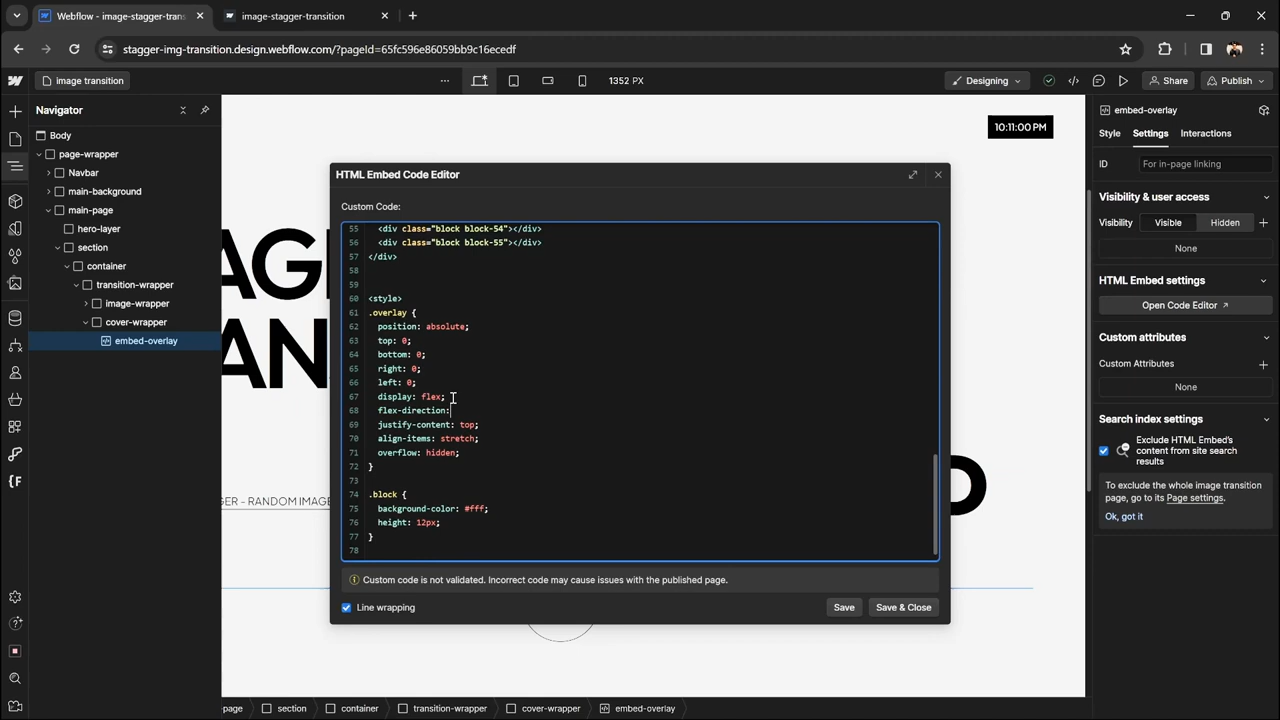 Webflow - image-stagger-trans
image-stagger-transition
stagger-img-transition.design.webflow.com/?pageId=65fc596e86059bb9c16ecedf
image transition
1352 PX
Designing
Share
Publish
Navigator
Body
page-wrapper
Navbar
main-background
main-page
hero-layer
section
container
transition-wrapper
image-wrapper
cover-wrapper
embed-overlay
10:11:00 PM
AG
AN
GER - RANDOM IMAG
D
HTML Embed Code Editor
Custom Code:
55 <div class="block block-54"></div>
56 <div class="block block-55"></div>
57 </div>
58
59
60 <style>
61 .overlay {
62 position: absolute;
63 top: 0;
64 bottom: 0;
65 right: 0;
66 left: 0;
67 display: flex;
68 flex-direction:
69 justify-content: top;
70 align-items: stretch;
71 overflow: hidden;
72 }
73
74 .block {
75 background-color: #fff;
76 height: 12px;
77 }
78
Custom code is not validated. Incorrect code may cause issues with the published page.
Line wrapping
Save
Save & Close
embed-overlay
Style
Settings
Interactions
ID
For in-page linking
Visibility & user access
Visibility
Visible
Hidden
None
HTML Embed settings
Open Code Editor
Custom attributes
Custom Attributes
None
Search index settings
Exclude HTML Embed's
content from site search
results
To exclude the whole image transition
page, go to its Page settings.
Ok, got it
-page
section
container
transition-wrapper
cover-wrapper
embed-overlay